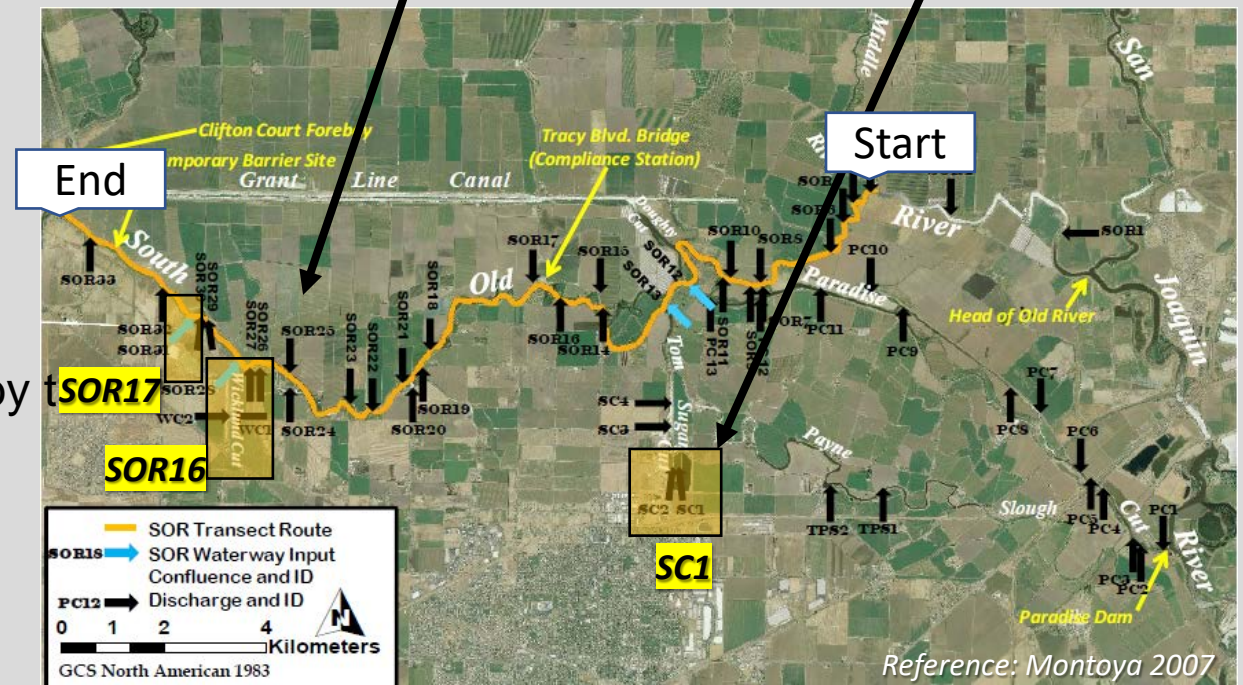 Middle
San
Clifton Court Forebay
mporary Barrier Site
Tracy Blvd. Bridge
(Compliance Station)
Start
End
Grant Line Canal
River
SOR1
South
SOR33
SOR32
SOR31
SOR29
SOR28
SOR27
SOR26
SOR25
SOR24
SOR23
SOR22
SOR21
SOR20
SOR19
SOR18
Old
SOR17
SOR16
SOR15
SOR14
SOR13
SOR12
SOR10
SOR11
SOR8
PC10
Paradise
PC11
PC9
PC13
Head of Old River
Joaquin
Tom
SC4
SC3
SC2 SC1
Payne
Slough
TPS2
TPS1
PC7
PC8
PC6
PC5
PC4
Cut
PC1
PC3
PC2
River
Paradise Dam
WC2
WC1
Wicklund Cut
by t
SOR17
SOR16
SC1
SOR Transect Route
SOR18 SOR Waterway Input
Confluence and ID
PC12 Discharge and ID
N
0 1 2 4
Kilometers
GCS North American 1983
Reference: Montoya 2007